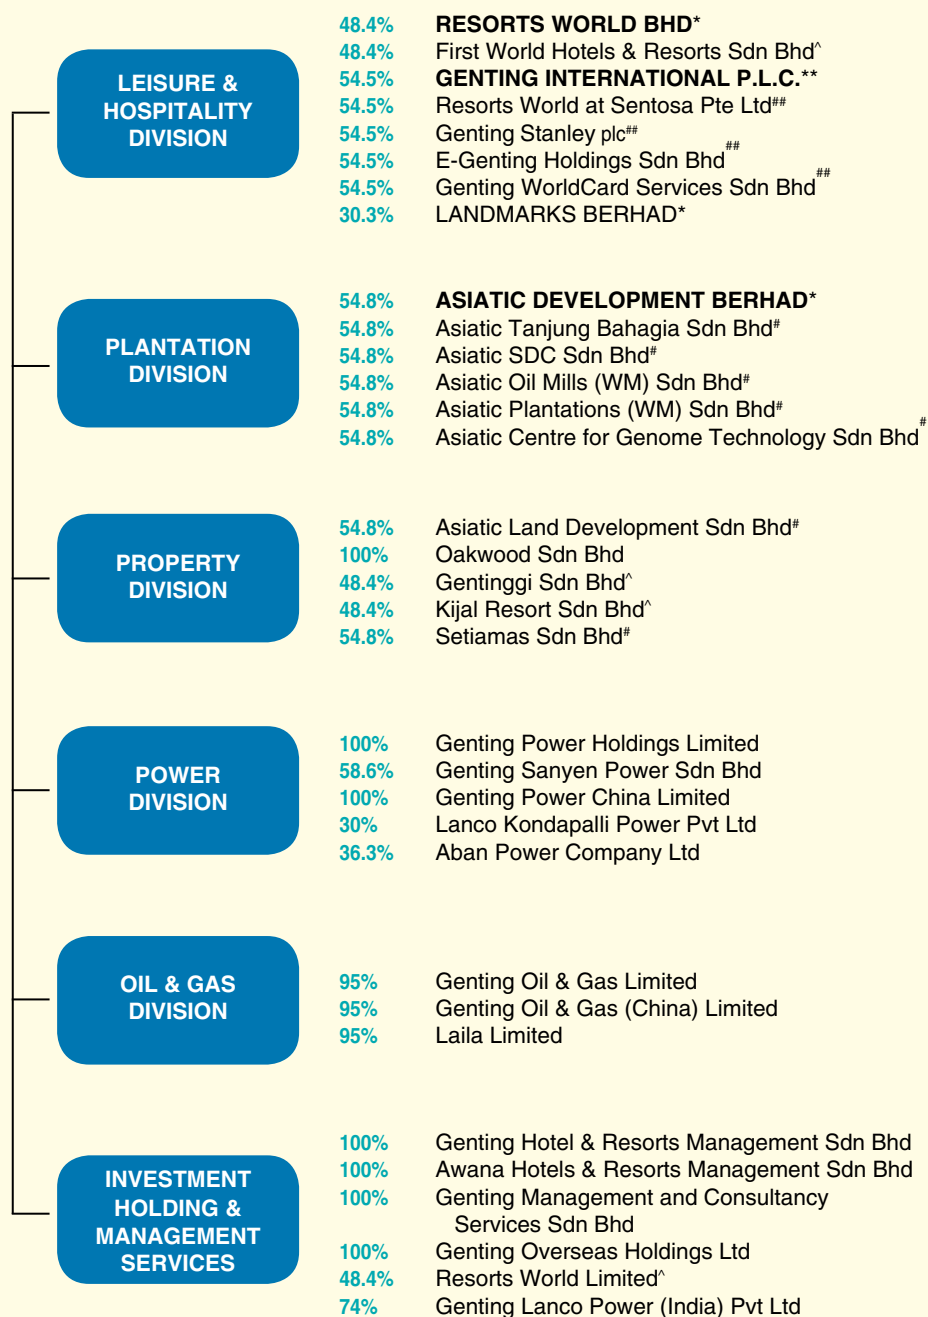 LEISURE &
HOSPITALITY
DIVISION
48.4% RESORTS WORLD BHD*
48.4% First World Hotels & Resorts Sdn Bhd^
54.5% GENTING INTERNATIONAL P.L.C.**
54.5% Resorts World at Sentosa Pte Ltd##
54.5% Genting Stanley plc##
54.5% E-Genting Holdings Sdn Bhd##
54.5% Genting WorldCard Services Sdn Bhd##
30.3% LANDMARKS BERHAD*
PLANTATION
DIVISION
54.8% ASIATIC DEVELOPMENT BERHAD*
54.8% Asiatic Tanjung Bahagia Sdn Bhd#
54.8% Asiatic SDC Sdn Bhd#
54.8% Asiatic Oil Mills (WM) Sdn Bhd#
54.8% Asiatic Plantations (WM) Sdn Bhd#
54.8% Asiatic Centre for Genome Technology Sdn Bhd#
PROPERTY
DIVISION
54.8% Asiatic Land Development Sdn Bhd#
100% Oakwood Sdn Bhd
48.4% Gentinggi Sdn Bhd^
48.4% Kijal Resort Sdn Bhd^
54.8% Setiamas Sdn Bhd#
POWER
DIVISION
100% Genting Power Holdings Limited
58.6% Genting Sanyen Power Sdn Bhd
100% Genting Power China Limited
30% Lanco Kondapalli Power Pvt Ltd
36.3% Aban Power Company Ltd
OIL & GAS
DIVISION
95% Genting Oil & Gas Limited
95% Genting Oil & Gas (China) Limited
95% Laila Limited
INVESTMENT
HOLDING &
MANAGEMENT
SERVICES
100% Genting Hotel & Resorts Management Sdn Bhd
100% Awana Hotels & Resorts Management Sdn Bhd
100% Genting Management and Consultancy
Services Sdn Bhd
100% Genting Overseas Holdings Ltd
48.4% Resorts World Limited^
74% Genting Lanco Power (India) Pvt Ltd